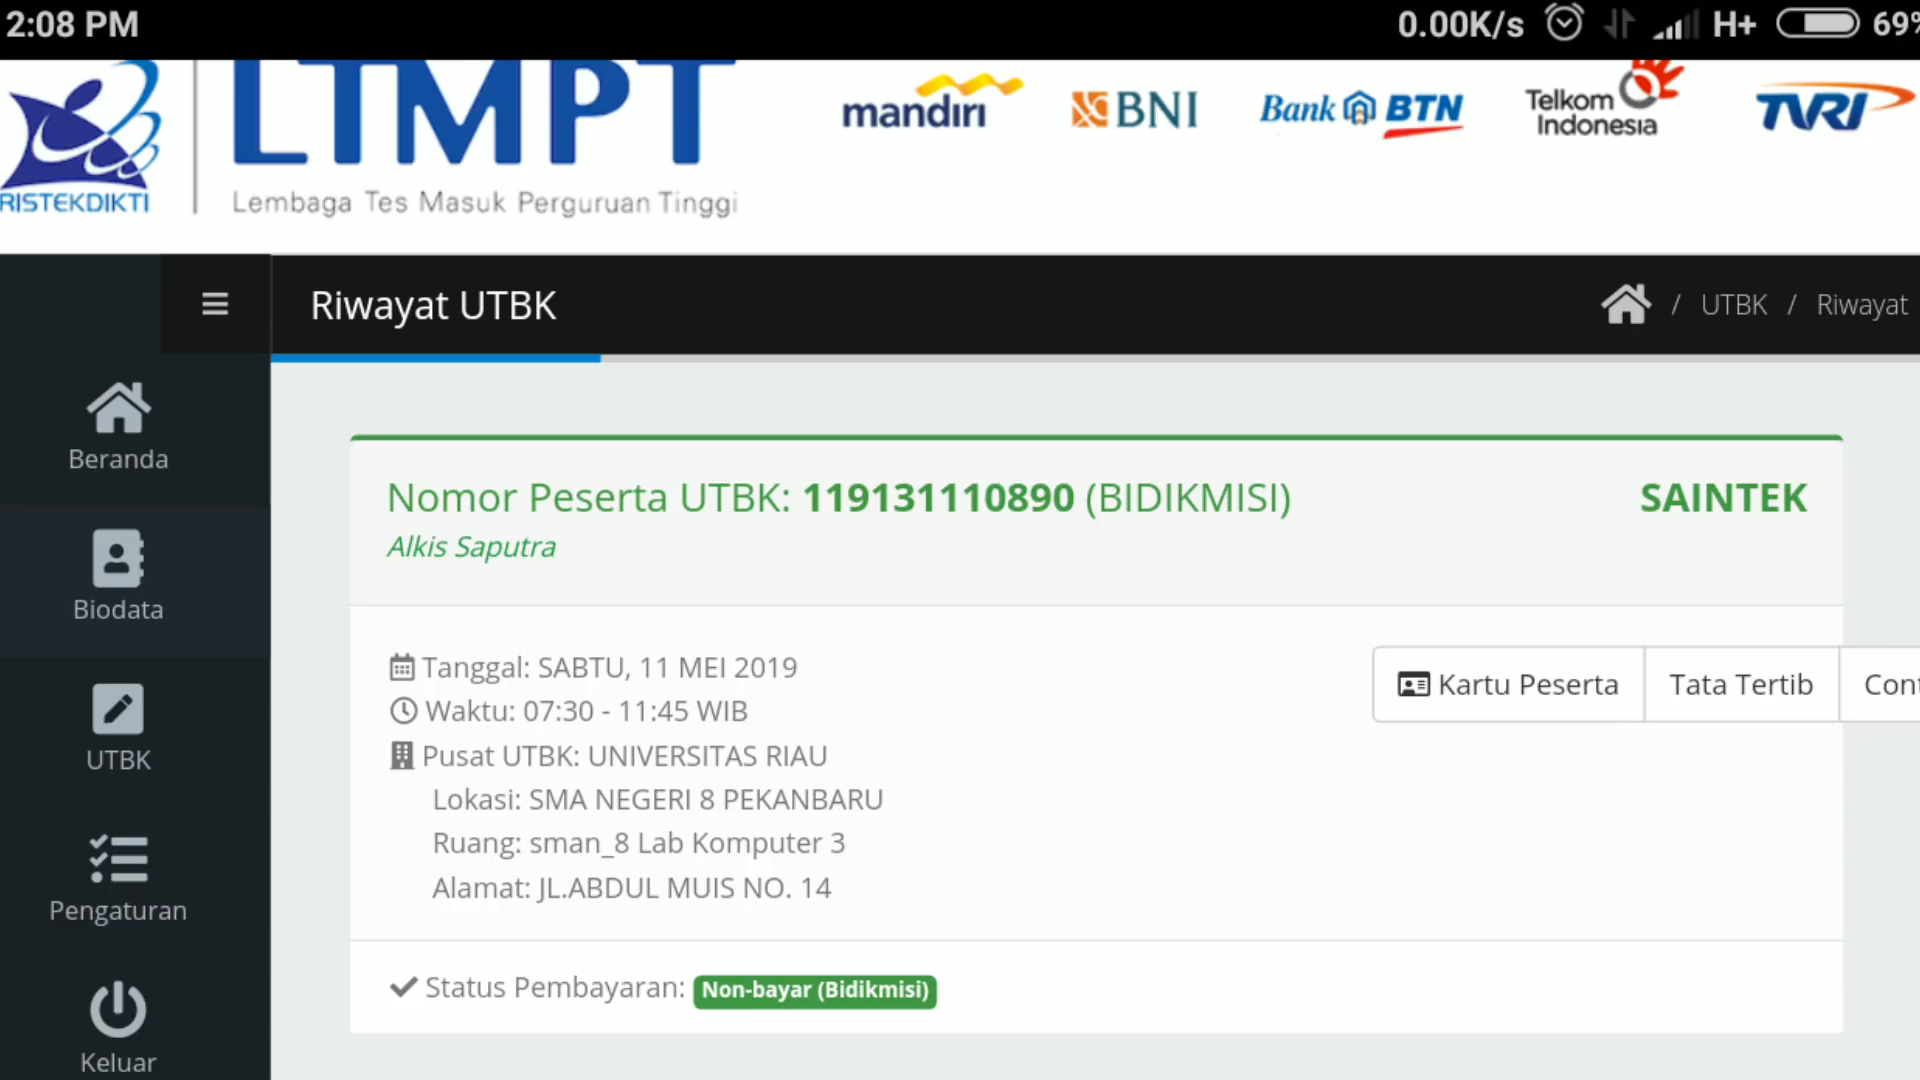 2:08 PM 0.00K/s H+ 69%
LTMPT
Lembaga Tes Masuk Perguruan Tinggi
RISTEKDIKTI
mandiri BNI Bank BTN Telkom Indonesia TVRI
Riwayat UTBK / UTBK / Riwayat
Beranda
Biodata
UTBK
Pengaturan
Keluar
Nomor Peserta UTBK: 119131110890 (BIDIKMISI) SAINTEK
Alkis Saputra
Tanggal: SABTU, 11 MEI 2019
Waktu: 07:30 - 11:45 WIB
Pusat UTBK: UNIVERSITAS RIAU
Lokasi: SMA NEGERI 8 PEKANBARU
Ruang: sman_8 Lab Komputer 3
Alamat: JL.ABDUL MUIS NO. 14
Kartu Peserta Tata Tertib
Status Pembayaran: Non-bayar (Bidikmisi)